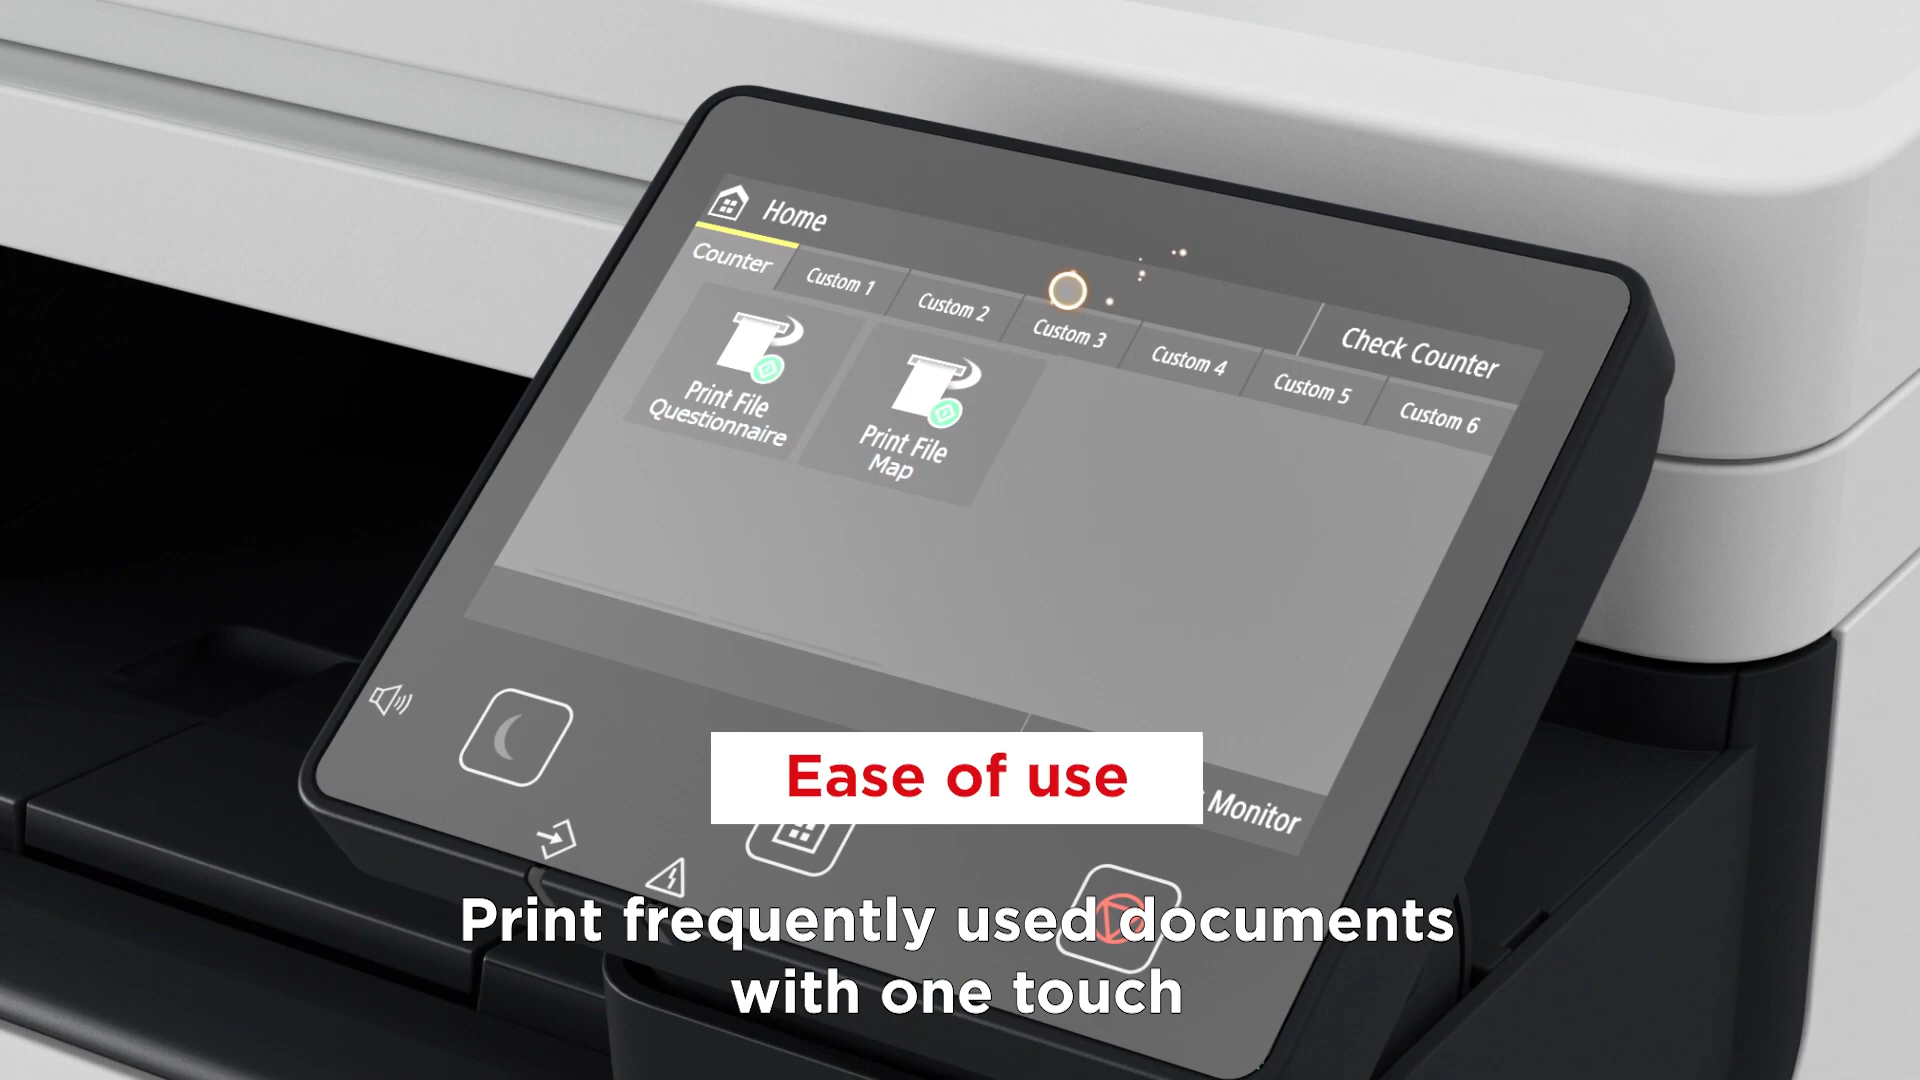 Home
Check Counter
Counter
Custom 1
Custom 2
Custom 3
Custom 4
Custom 5
Custom 6
Print File
Questionnaire
Print File
Map
Monitor
Ease of use
Print frequently used documents
with one touch